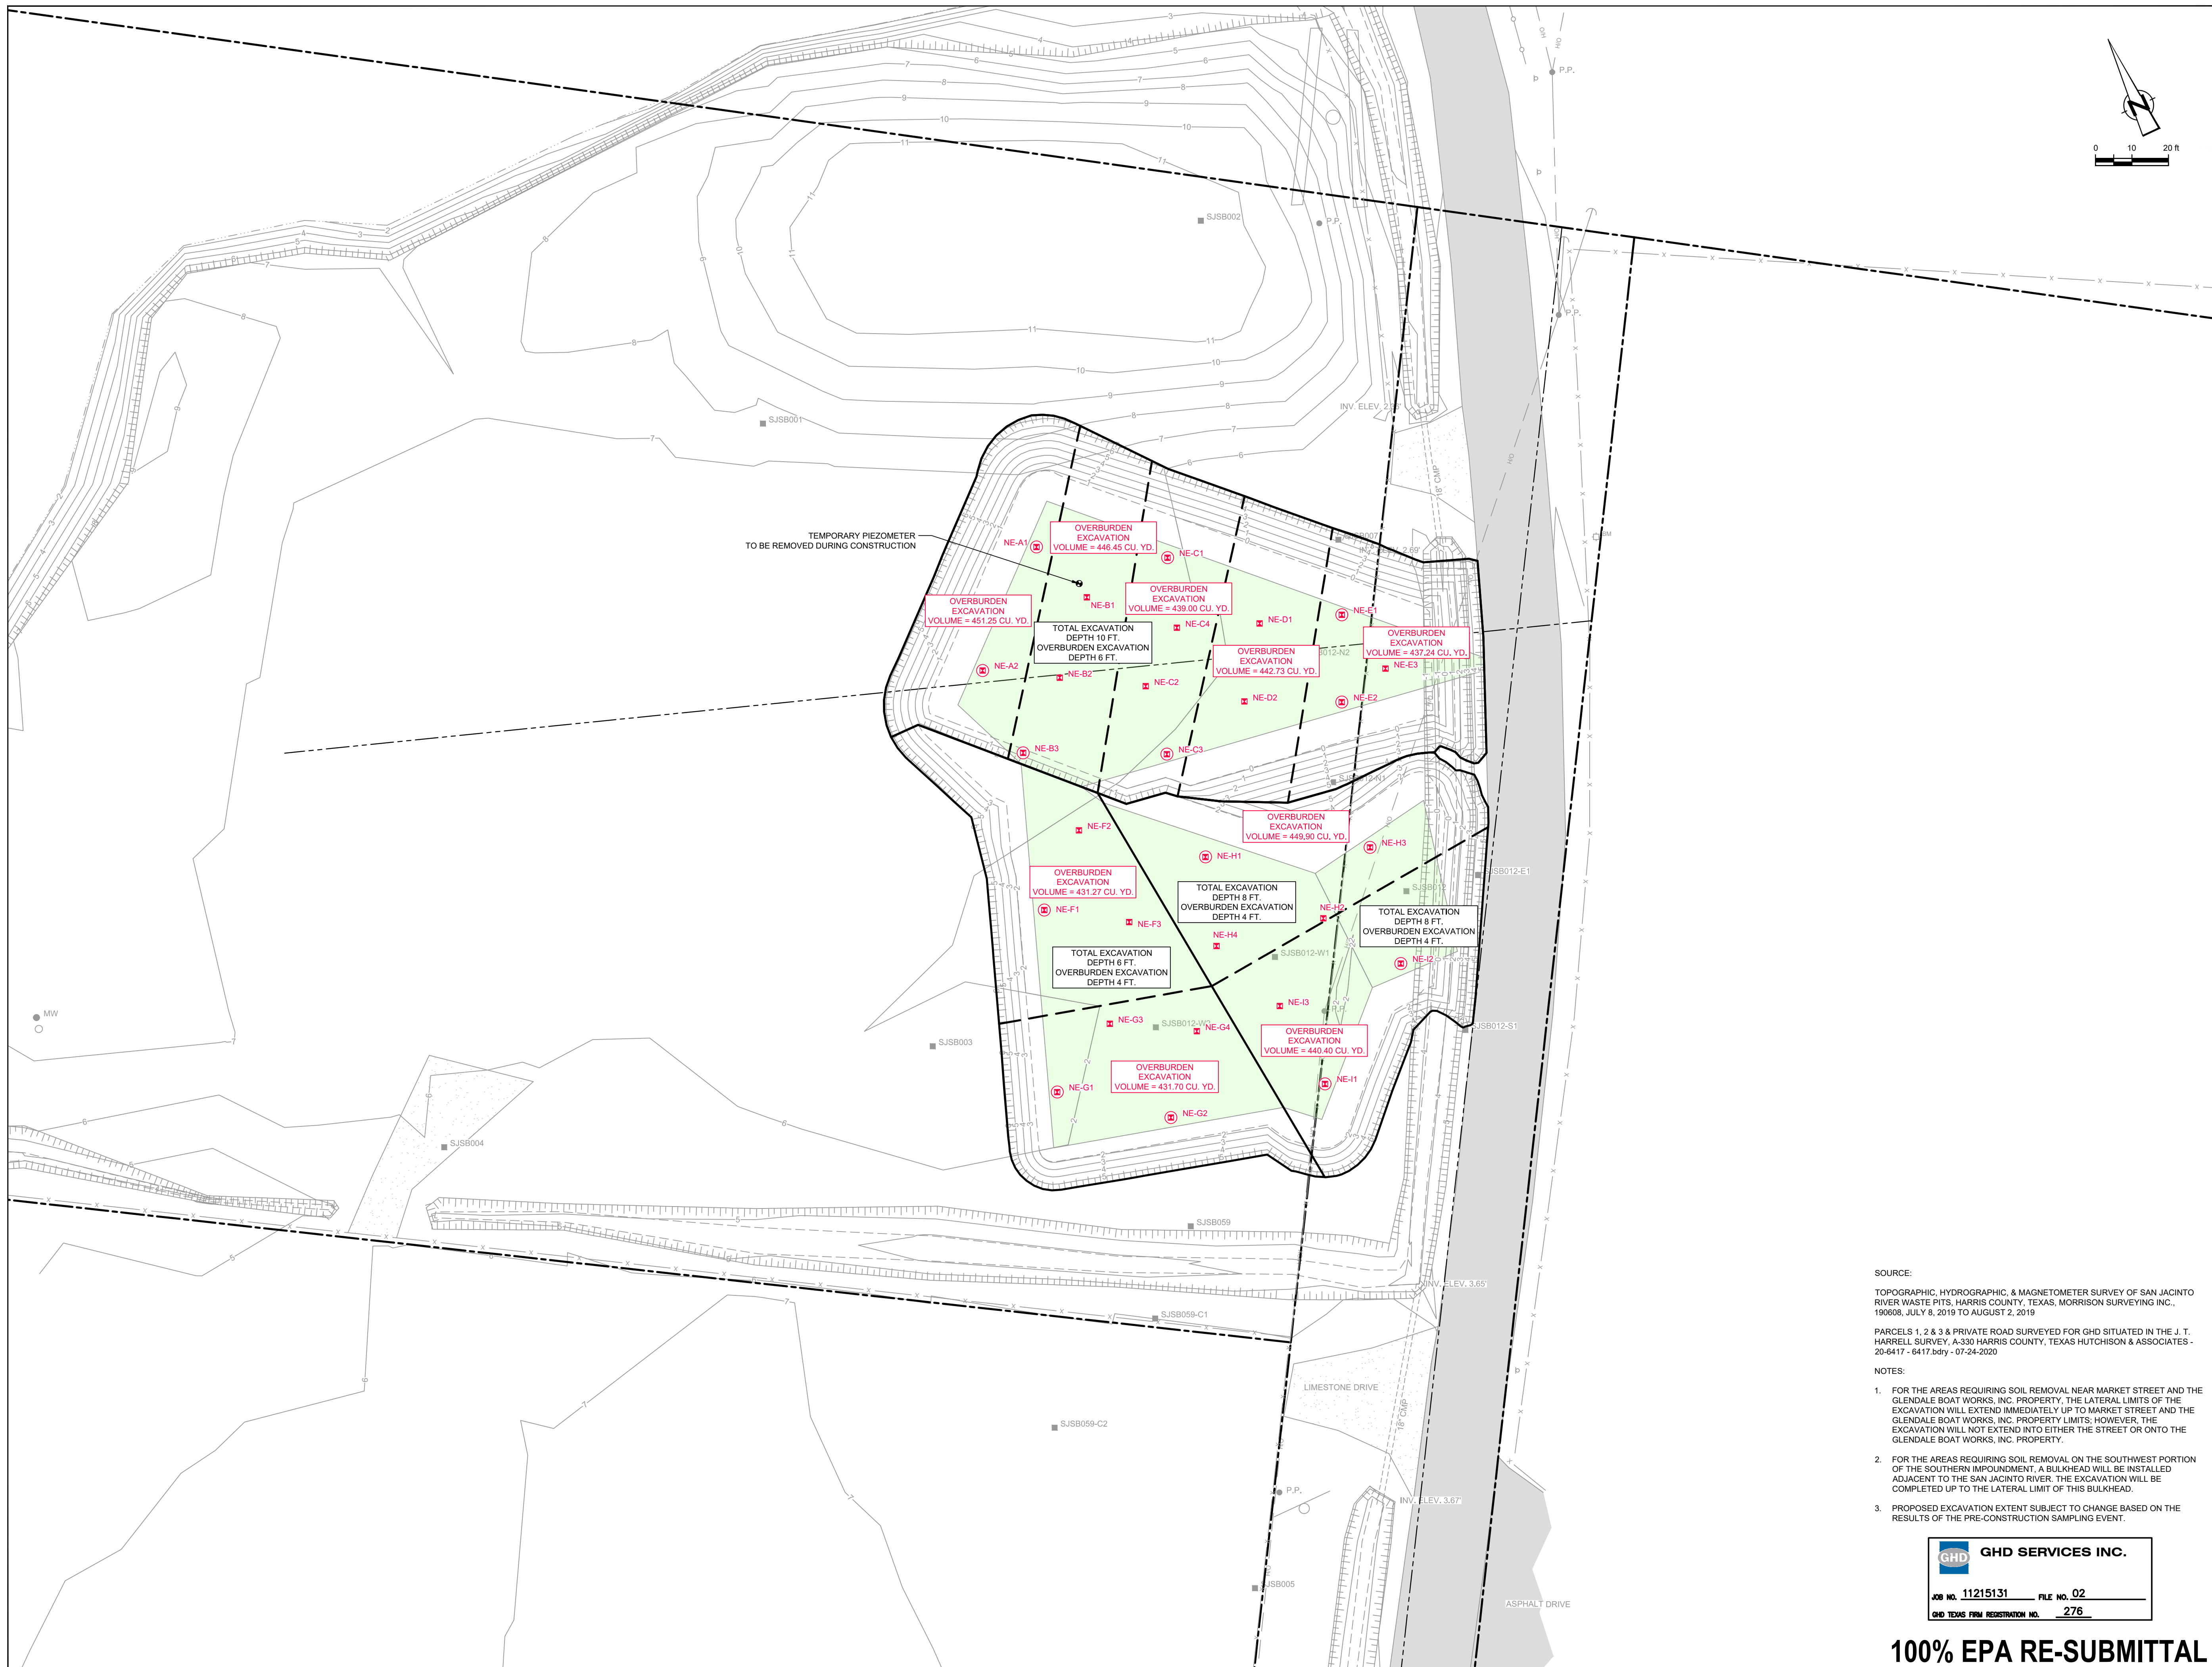 P.P.
0 10 20 ft
N
SJSB002
P.P.
P.P.
SJSB001
18" CMP
TEMPORARY PIEZOMETER
TO BE REMOVED DURING CONSTRUCTION
OVERBURDEN
EXCAVATION
VOLUME = 446.45 CU. YD.
NE-A1
NE-C1
INV. ELEV. 2.69'
BM
NE-B1
OVERBURDEN
EXCAVATION
VOLUME = 451.25 CU. YD.
OVERBURDEN
EXCAVATION
VOLUME = 439.00 CU. YD.
NE-E1
NE-D1
NE-C4
TOTAL EXCAVATION
DEPTH 10 FT.
OVERBURDEN EXCAVATION
DEPTH 6 FT.
OVERBURDEN
EXCAVATION
VOLUME = 437.24 CU. YD.
OVERBURDEN
EXCAVATION
VOLUME = 442.73 CU. YD.
NE-A2
NE-B2
NE-C2
NE-E3
NE-D2
NE-E2
NE-B3
NE-C3
SJSB012-N1
OVERBURDEN
EXCAVATION
VOLUME = 449.90 CU. YD.
NE-F2
NE-H1
NE-H3
SJSB012-E1
OVERBURDEN
EXCAVATION
VOLUME = 431.27 CU. YD.
TOTAL EXCAVATION
DEPTH 8 FT.
OVERBURDEN EXCAVATION
DEPTH 4 FT.
SJSB012
NE-F1
NE-F3
NE-H2
TOTAL EXCAVATION
DEPTH 8 FT.
OVERBURDEN EXCAVATION
DEPTH 4 FT.
NE-H4
SJSB012-W1
NE-I2
TOTAL EXCAVATION
DEPTH 6 FT.
OVERBURDEN EXCAVATION
DEPTH 4 FT.
NE-I3
P.P.
MW
NE-G3
SJSB012-W2
NE-G4
SJSB012-S1
SJSB003
OVERBURDEN
EXCAVATION
VOLUME = 440.40 CU. YD.
OVERBURDEN
EXCAVATION
VOLUME = 431.70 CU. YD.
NE-G1
NE-I1
NE-G2
SJSB004
SJSB059
INV. ELEV. 3.65'
SJSB059-C1
LIMESTONE DRIVE
18" CMP
SJSB059-C2
P.P.
INV. ELEV. 3.67'
SJSB005
ASPHALT DRIVE
SOURCE:
TOPOGRAPHIC, HYDROGRAPHIC, & MAGNETOMETER SURVEY OF SAN JACINTO
RIVER WASTE PITS, HARRIS COUNTY, TEXAS, MORRISON SURVEYING INC.,
190608, JULY 8, 2019 TO AUGUST 2, 2019
PARCELS 1, 2 & 3 & PRIVATE ROAD SURVEYED FOR GHD SITUATED IN THE J. T.
HARRELL SURVEY, A-330 HARRIS COUNTY, TEXAS HUTCHISON & ASSOCIATES -
20-6417 - 6417.bdry - 07-24-2020
NOTES:
1. FOR THE AREAS REQUIRING SOIL REMOVAL NEAR MARKET STREET AND THE
GLENDALE BOAT WORKS, INC. PROPERTY, THE LATERAL LIMITS OF THE
EXCAVATION WILL EXTEND IMMEDIATELY UP TO MARKET STREET AND THE
GLENDALE BOAT WORKS, INC. PROPERTY LIMITS; HOWEVER, THE
EXCAVATION WILL NOT EXTEND INTO EITHER THE STREET OR ONTO THE
GLENDALE BOAT WORKS, INC. PROPERTY.
2. FOR THE AREAS REQUIRING SOIL REMOVAL ON THE SOUTHWEST PORTION
OF THE SOUTHERN IMPOUNDMENT, A BULKHEAD WILL BE INSTALLED
ADJACENT TO THE SAN JACINTO RIVER. THE EXCAVATION WILL BE
COMPLETED UP TO THE LATERAL LIMIT OF THIS BULKHEAD.
3. PROPOSED EXCAVATION EXTENT SUBJECT TO CHANGE BASED ON THE
RESULTS OF THE PRE-CONSTRUCTION SAMPLING EVENT.
GHD
GHD SERVICES INC.
JOB NO. 11215131 FILE NO. 02
GHD TEXAS FIRM REGISTRATION NO. 276
100% EPA RE-SUBMITTAL